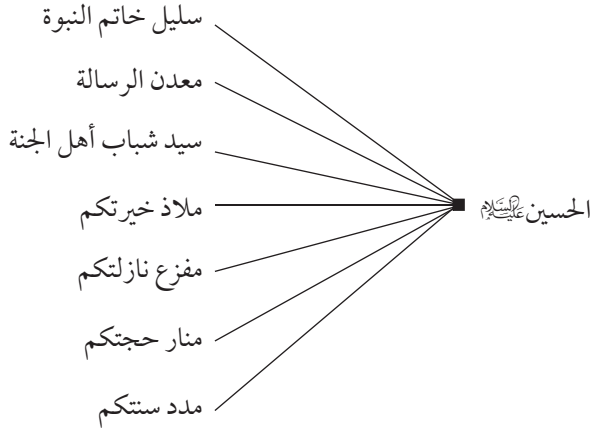 الحسين عليه السلام
سليل خاتم النبوة
معدن الرسالة
سيد شباب أهل الجنة
ملاذ خيرتكم
مفزع نازلتكم
منار حجتكم
مدد سنتكم